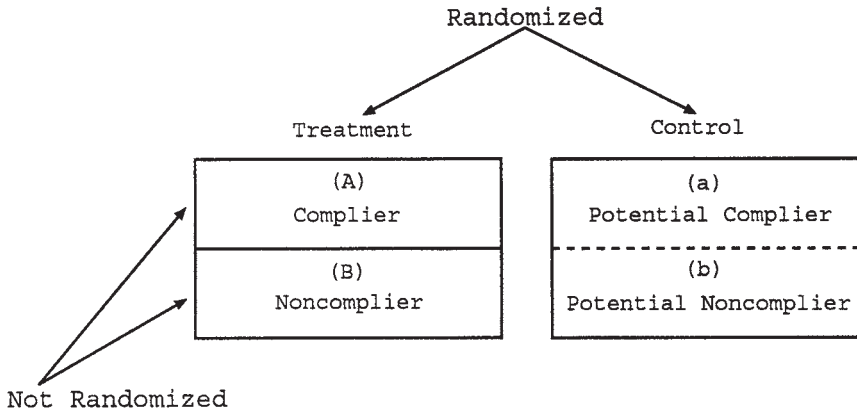 Randomized
Treatment
Control
(A)
Complier
(a)
Potential Complier
(B)
Noncomplier
(b)
Potential Noncomplier
Not Randomized